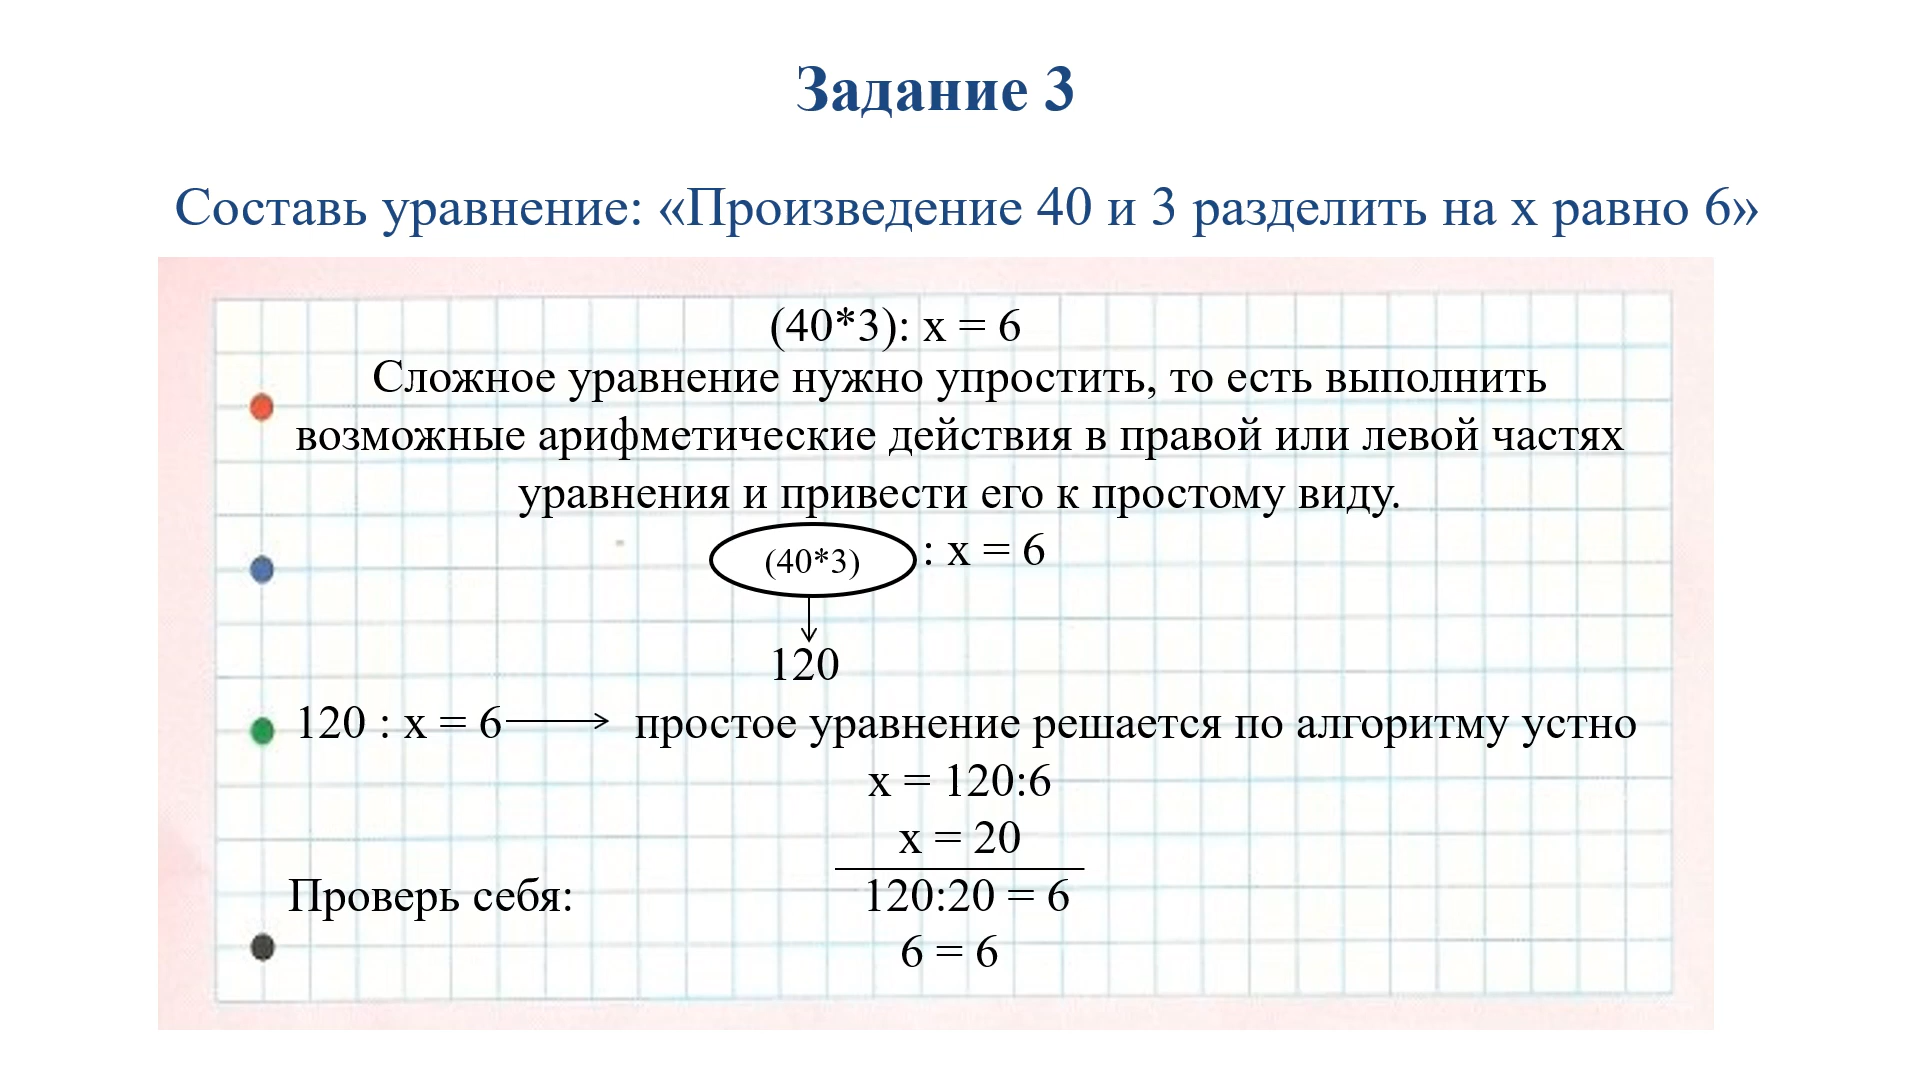 Задание 3
Составь уравнение: «Произведение 40 и 3 разделить на x равно 6»
(40*3): x = 6
Сложное уравнение нужно упростить, то есть выполнить
возможные арифметические действия в правой или левой частях
уравнения и привести его к простому виду.
(40*3) : x = 6
120
120 : x = 6 простое уравнение решается по алгоритму устно
x = 120:6
x = 20
Проверь себя: 120:20 = 6
6 = 6